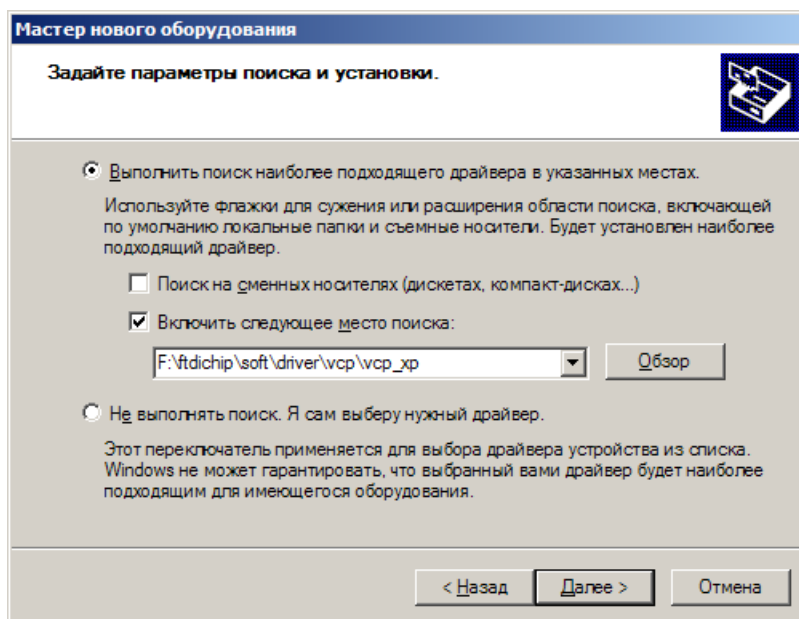 Мастер нового оборудования
Задайте параметры поиска и установки.
Выполнить поиск наиболее подходящего драйвера в указанных местах.
Используйте флажки для сужения или расширения области поиска, включающей
по умолчанию локальные папки и съемные носители. Будет установлен наиболее
подходящий драйвер.
Поиск на сменных носителях (дискетах, компакт-дисках...)
Включить следующее место поиска:
F:\ftdichip\soft\driver\vcp\vcp_xp
Обзор
Не выполнять поиск. Я сам выберу нужный драйвер.
Этот переключатель применяется для выбора драйвера устройства из списка.
Windows не может гарантировать, что выбранный вами драйвер будет наиболее
подходящим для имеющегося оборудования.
< Назад
Далее >
Отмена